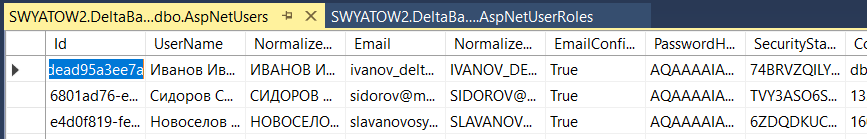 SWYATOW2.DeltaBa...dbo.AspNetUsers SWYATOW2.DeltaBa....AspNetUserRoles
Id UserName Normalize... Email Normalize... EmailConfi... PasswordH... SecuritySta... Co
dead95a3ee7a Иванов Ив... ИВАНОВ И... ivanov_delt... IVANOV_DE... True AQAAAAIA... 74BRVZQILY... db
6801ad76-e... Сидоров С... СИДОРОВ ... sidorov@m... SIDOROV@... True AQAAAAIA... TVY3ASO6S... 13
e4d0f819-fe... Новоселов ... НОВОСЕЛО... slavanovosy... SLAVANOV... True AQAAAAIA... 6ZDQDKUC... 16